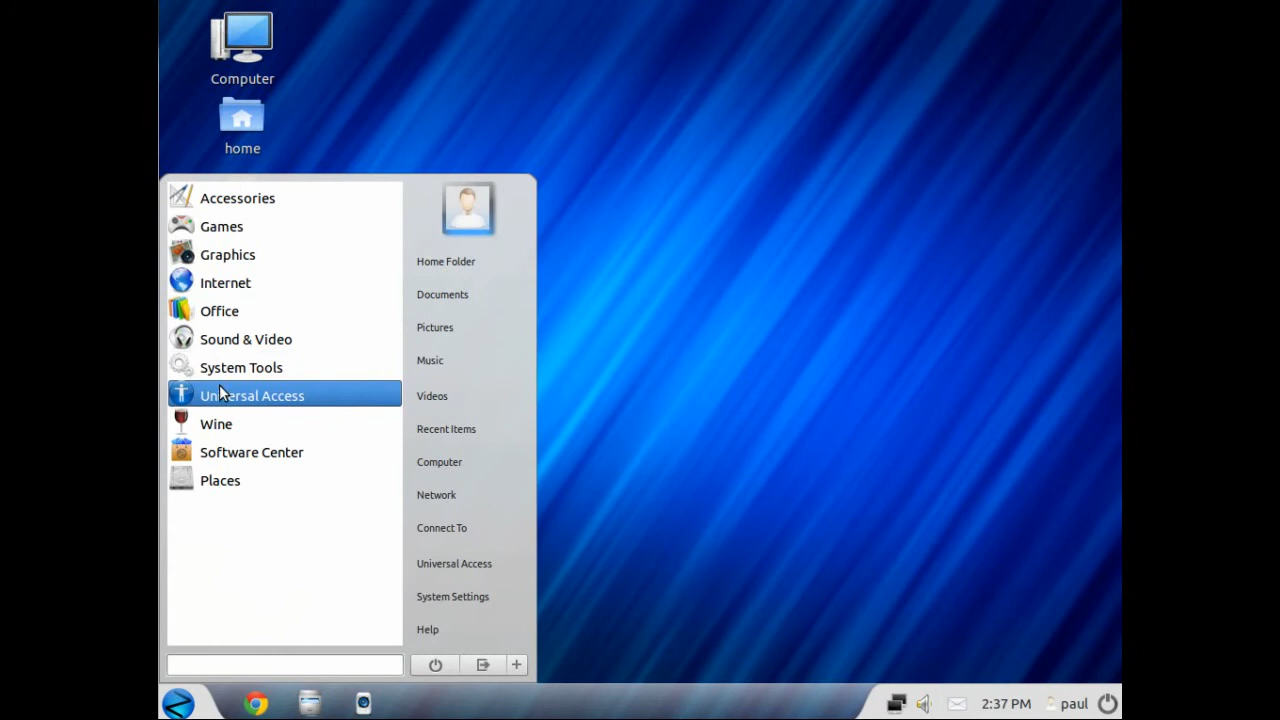 Computer
home
Accessories
Games
Graphics
Internet
Office
Sound & Video
System Tools
Universal Access
Wine
Software Center
Places
Home Folder
Documents
Pictures
Music
Videos
Recent Items
Computer
Network
Connect To
Universal Access
System Settings
Help
2:37 PM paul